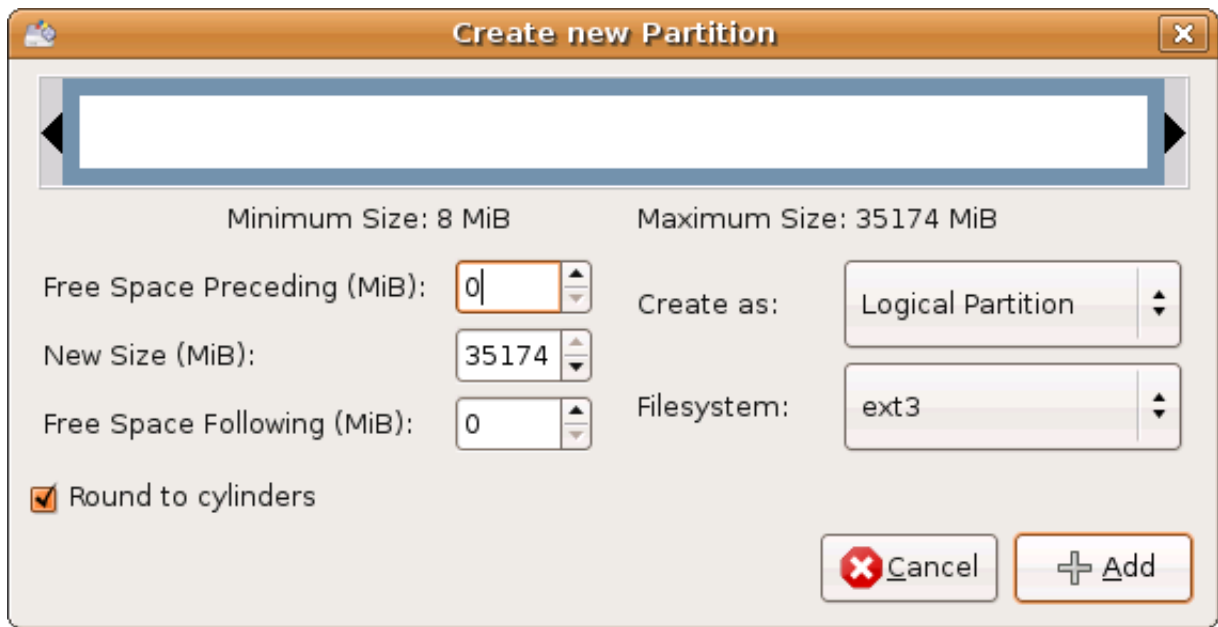 Create new Partition
Minimum Size: 8 MiB
Maximum Size: 35174 MiB
Free Space Preceding (MiB): 0
New Size (MiB): 35174
Free Space Following (MiB): 0
Create as: Logical Partition
Filesystem: ext3
Round to cylinders
Cancel
Add